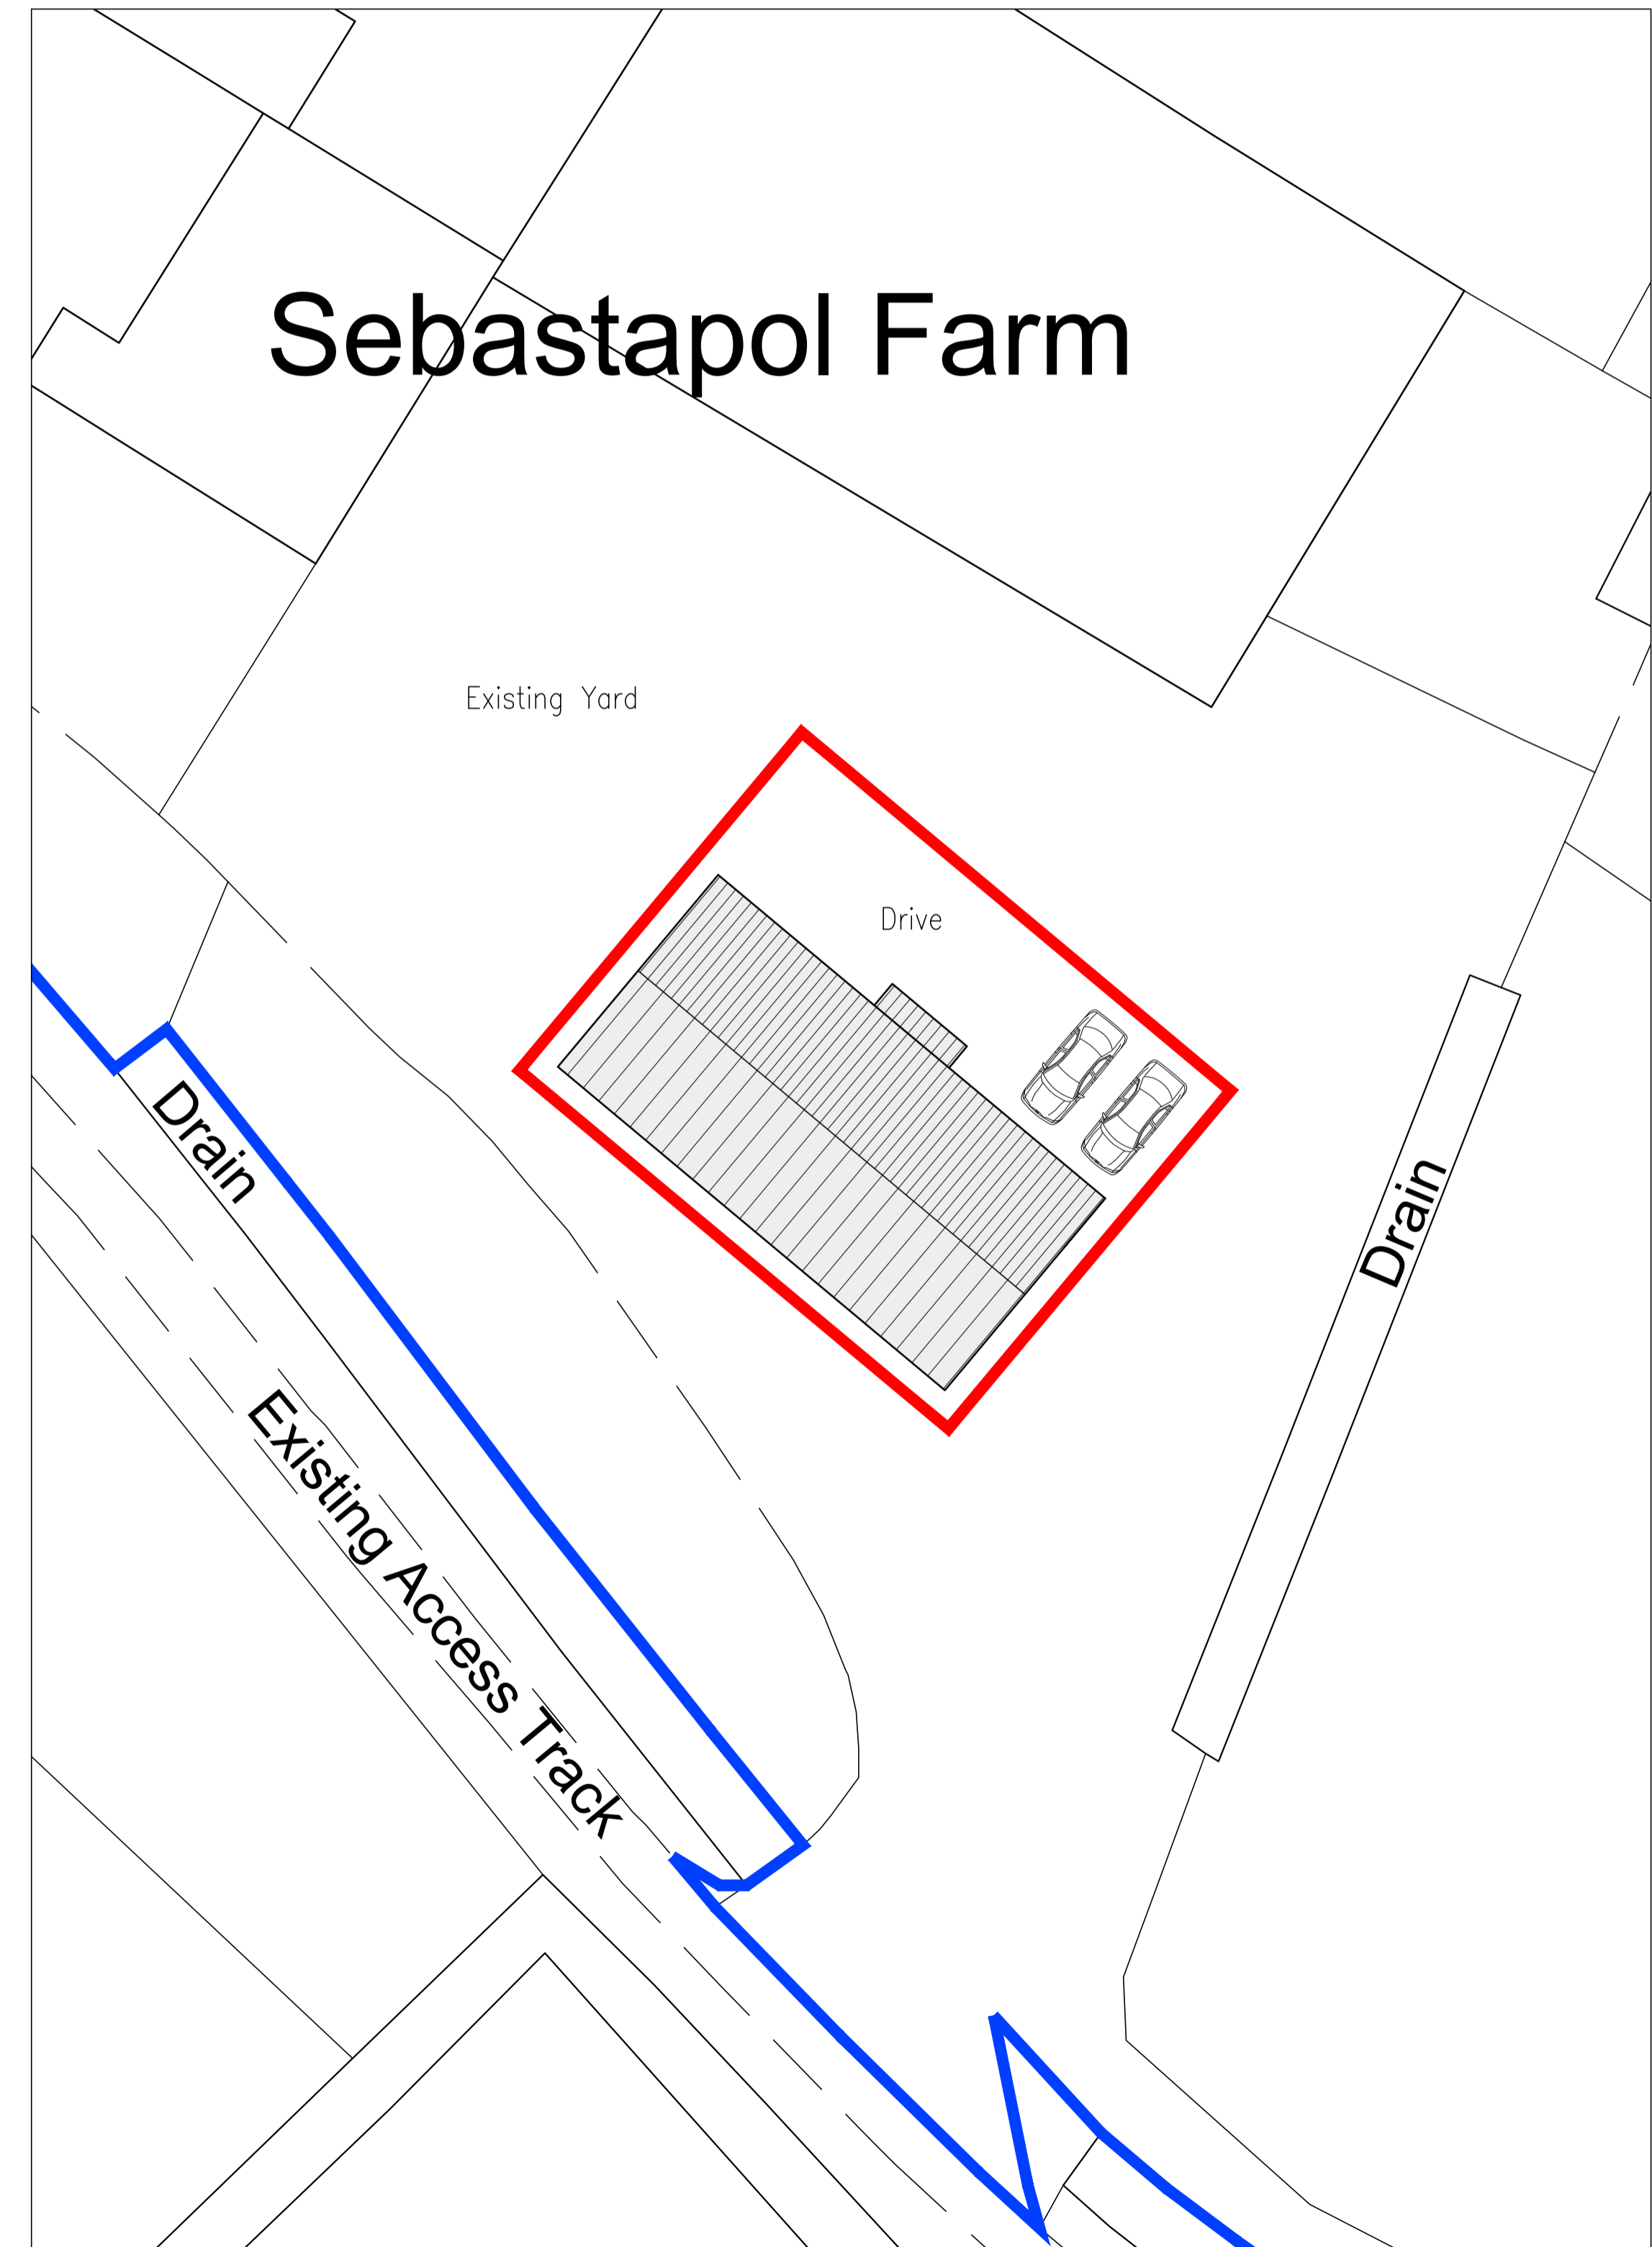 Sebastapol Farm
Existing Yard
Drive
Drain
Drain
Existing Access Track